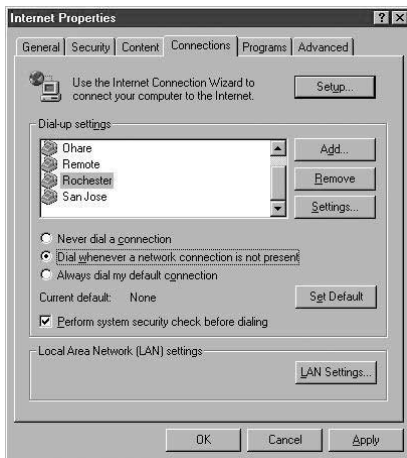 Internet Properties
General Security Content Connections Programs Advanced
Use the Internet Connection Wizard to
connect your computer to the Internet.
Setup...
Dial-up settings
Ohare
Remote
Rochester
San Jose
Add...
Remove
Settings...
Never dial a connection
Dial whenever a network connection is not present
Always dial my default connection
Current default: None
Set Default
Perform system security check before dialing
Local Area Network (LAN) settings
LAN Settings...
OK Cancel Apply